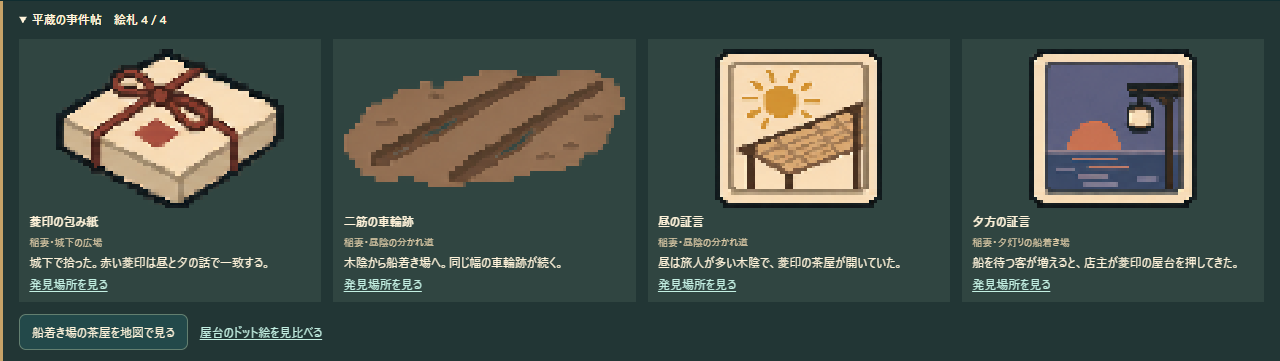 ▼ 平蔵の事件帖 絵札 4 / 4
菱印の包み紙
稲妻・城下の広場
城下で拾った。赤い菱印は昼と夕の話で一致する。
発見場所を見る
二筋の車輪跡
稲妻・昼陰の分かれ道
木陰から船着き場へ。同じ幅の車輪跡が続く。
発見場所を見る
昼の証言
稲妻・昼陰の分かれ道
昼は旅人が多い木陰で、菱印の茶屋が開いていた。
発見場所を見る
夕方の証言
稲妻・夕灯りの船着き場
船を待つ客が増えると、店主が菱印の屋台を押してきた。
発見場所を見る
船着き場の茶屋を地図で見る
屋台のドット絵を見比べる